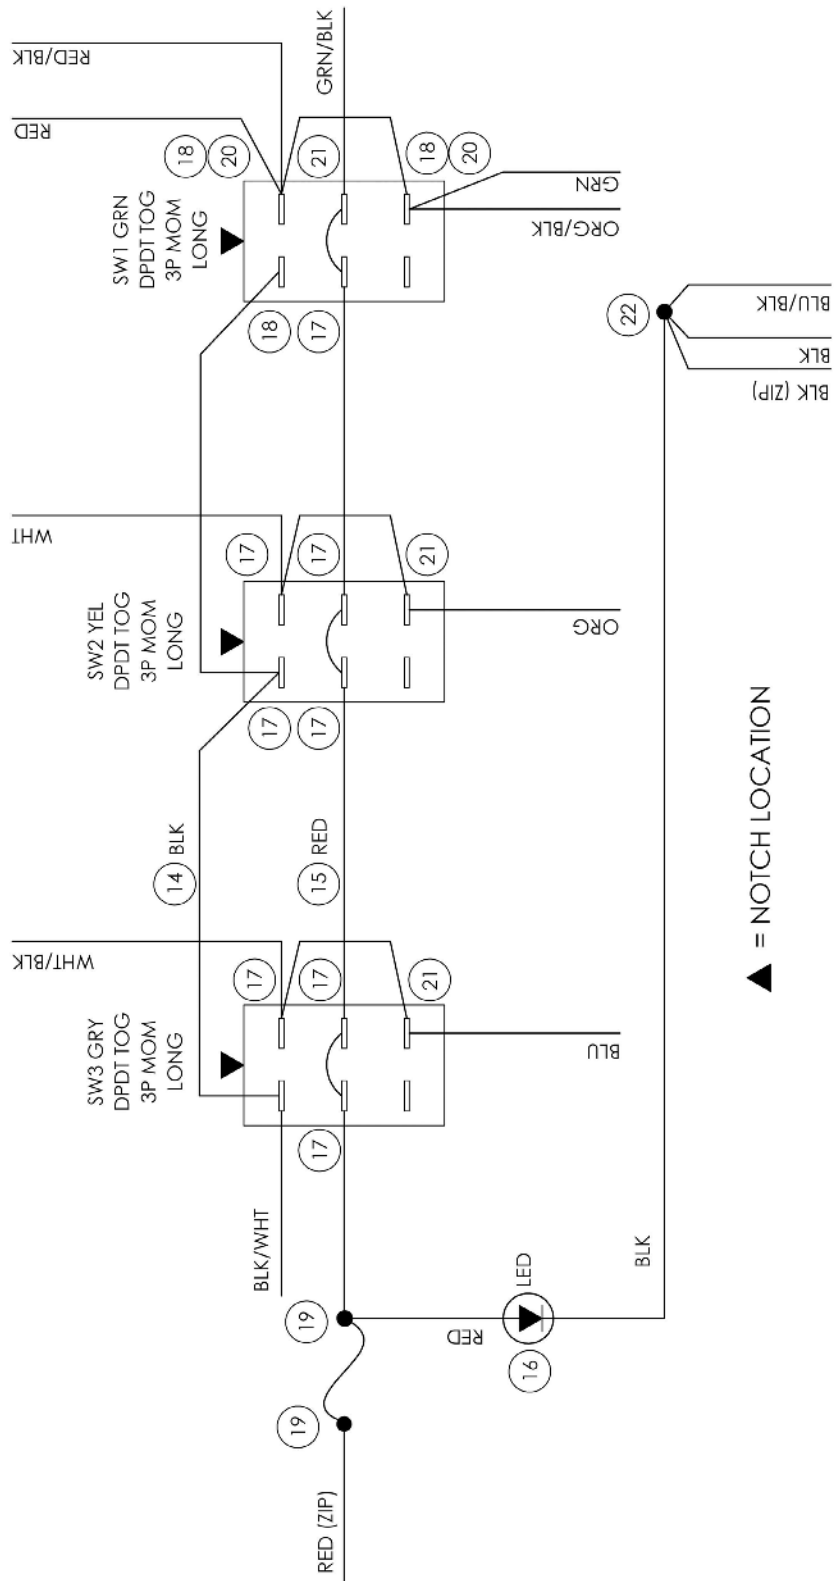 RED/BLK
RED
GRN/BLK
18
20
21
18
20
GRN
ORG/BLK
SW1 GRN
DPDT TOG
3P MOM
LONG
18
17
22
BLU/BLK
BLK
BLK (ZIP)
WHT
17
17
21
ORG
SW2 YEL
DPDT TOG
3P MOM
LONG
17
17
14
BLK
15
RED
= NOTCH LOCATION
WHT/BLK
17
17
21
BLU
SW3 GRY
DPDT TOG
3P MOM
LONG
17
BLK/WHT
BLK
LED
RED
16
19
19
RED (ZIP)